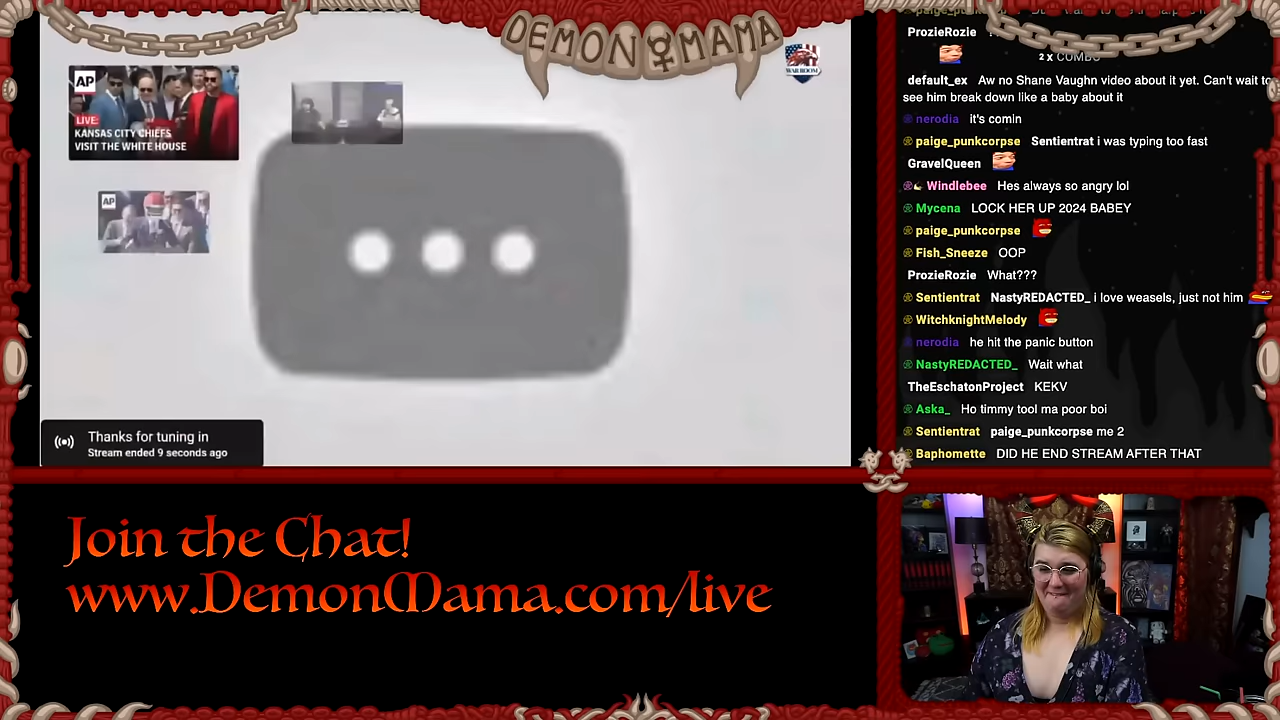 DEMON MAMA
WAR ROOM
AP
LIVE:
KANSAS CITY CHIEFS
VISIT THE WHITE HOUSE
AP
Thanks for tuning in
Stream ended 9 seconds ago
Join the Chat!
www.DemonMama.com/live
ProzieRozie
2 x COMBO
default_ex Aw no Shane Vaughn video about it yet. Can't wait to
see him break down like a baby about it
nerodia it's comin
paige_punkcorpse Sentientrat i was typing too fast
GravelQueen
Windlebee Hes always so angry lol
Mycena LOCK HER UP 2024 BABEY
paige_punkcorpse
Fish_Sneeze OOP
ProzieRozie What???
Sentientrat NastyREDACTED_ i love weasels, just not him
WitchknightMelody
nerodia he hit the panic button
NastyREDACTED_ Wait what
TheEschatonProject KEKV
Aska_ Ho timmy tool ma poor boi
Sentientrat paige_punkcorpse me 2
Baphomette DID HE END STREAM AFTER THAT